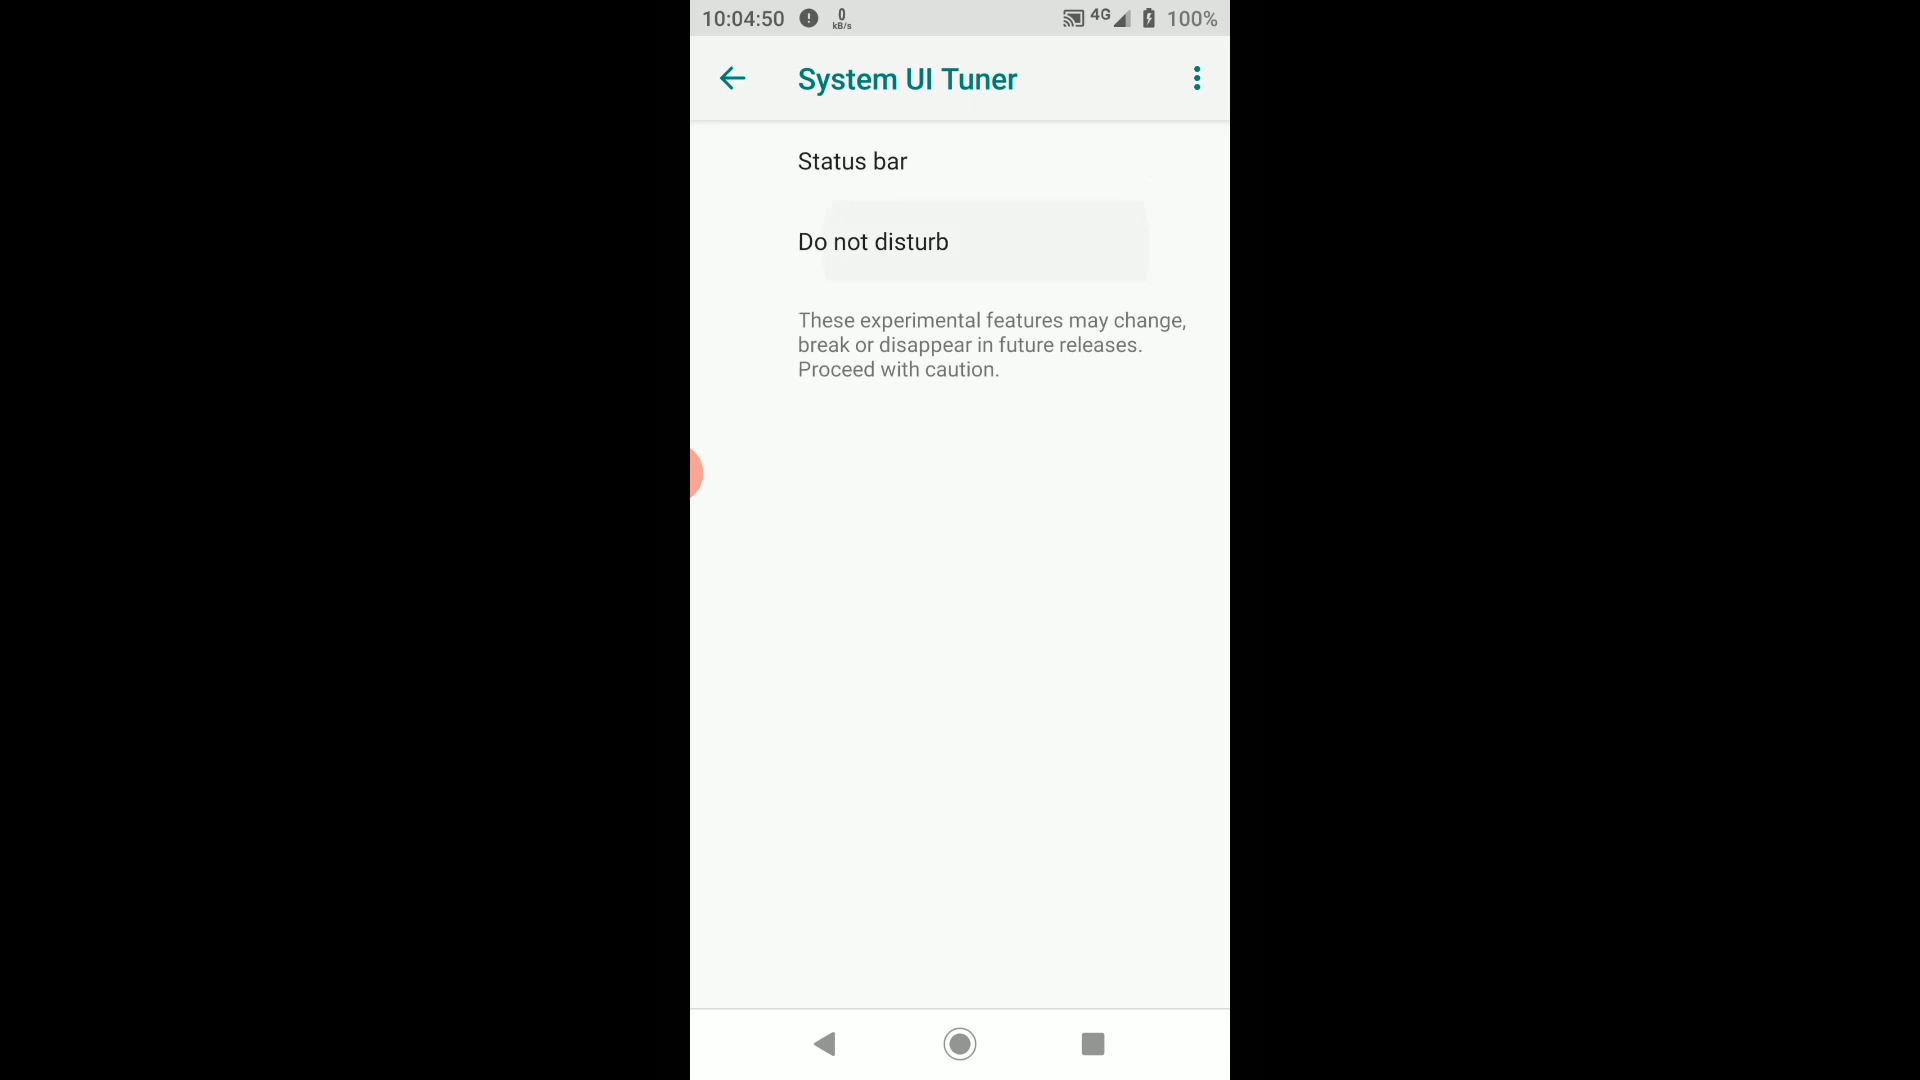 10:04:50 0 kB/s 4G 100%
System UI Tuner
Status bar
Do not disturb
These experimental features may change,
break or disappear in future releases.
Proceed with caution.